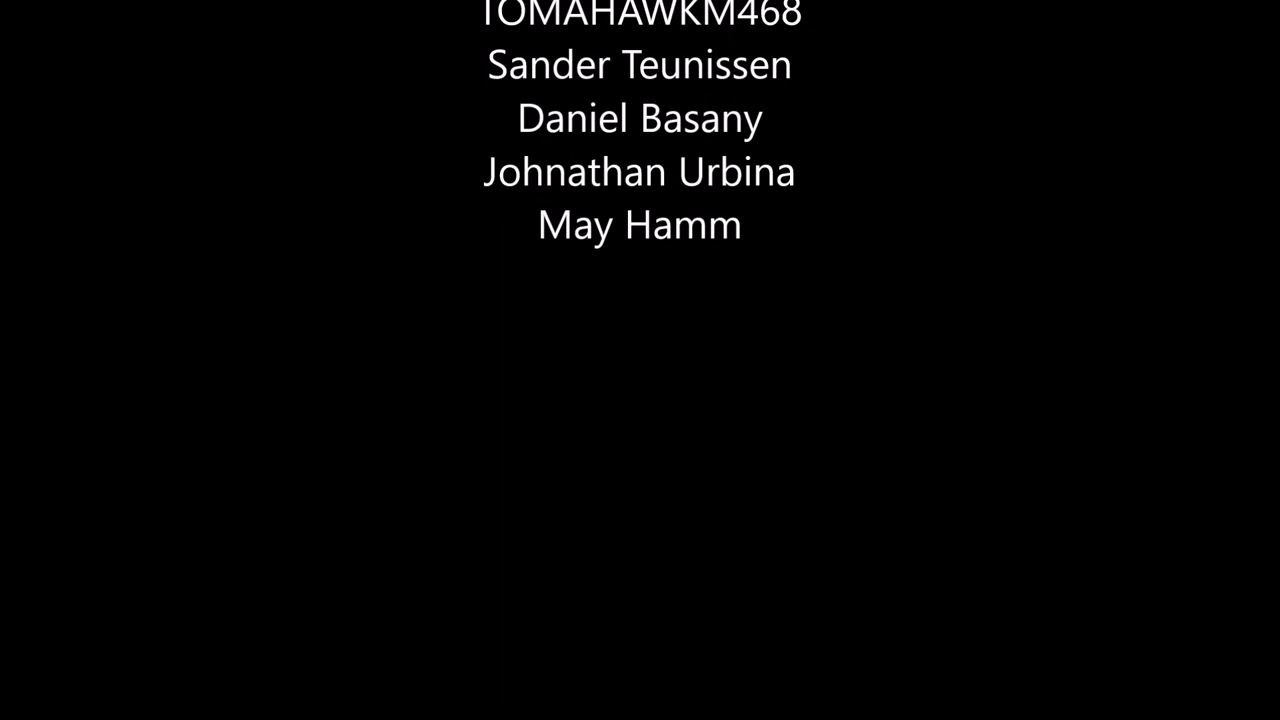 TOMAHAWKM468
Sander Teunissen
Daniel Basany
Johnathan Urbina
May Hamm